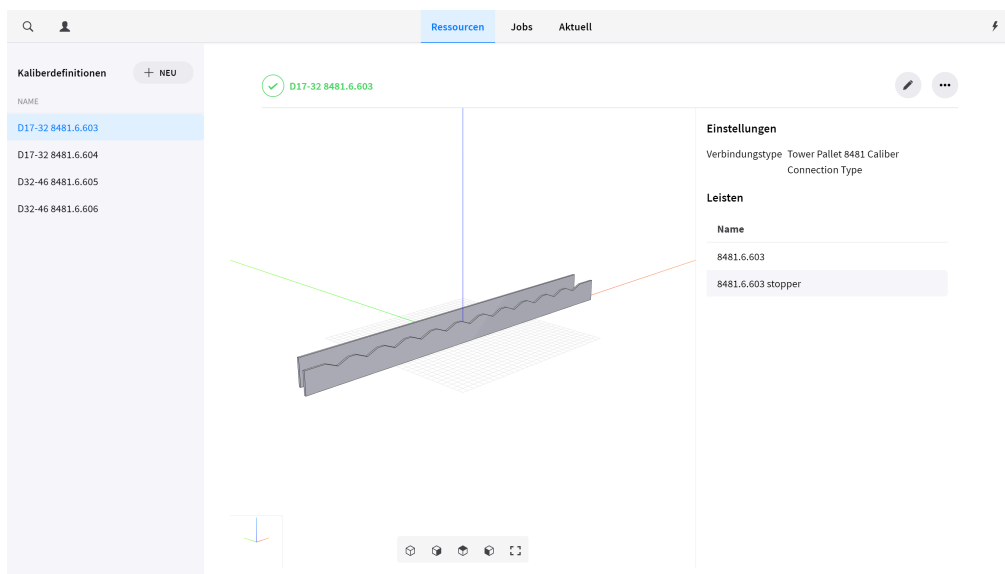 Ressourcen Jobs Aktuell
Kaliberdefinitionen NEU
NAME
D17-32 8481.6.603
D17-32 8481.6.604
D32-46 8481.6.605
D32-46 8481.6.606
D17-32 8481.6.603
Einstellungen
Verbindungstype Tower Pallet 8481 Caliber
Connection Type
Leisten
Name
8481.6.603
8481.6.603 stopper